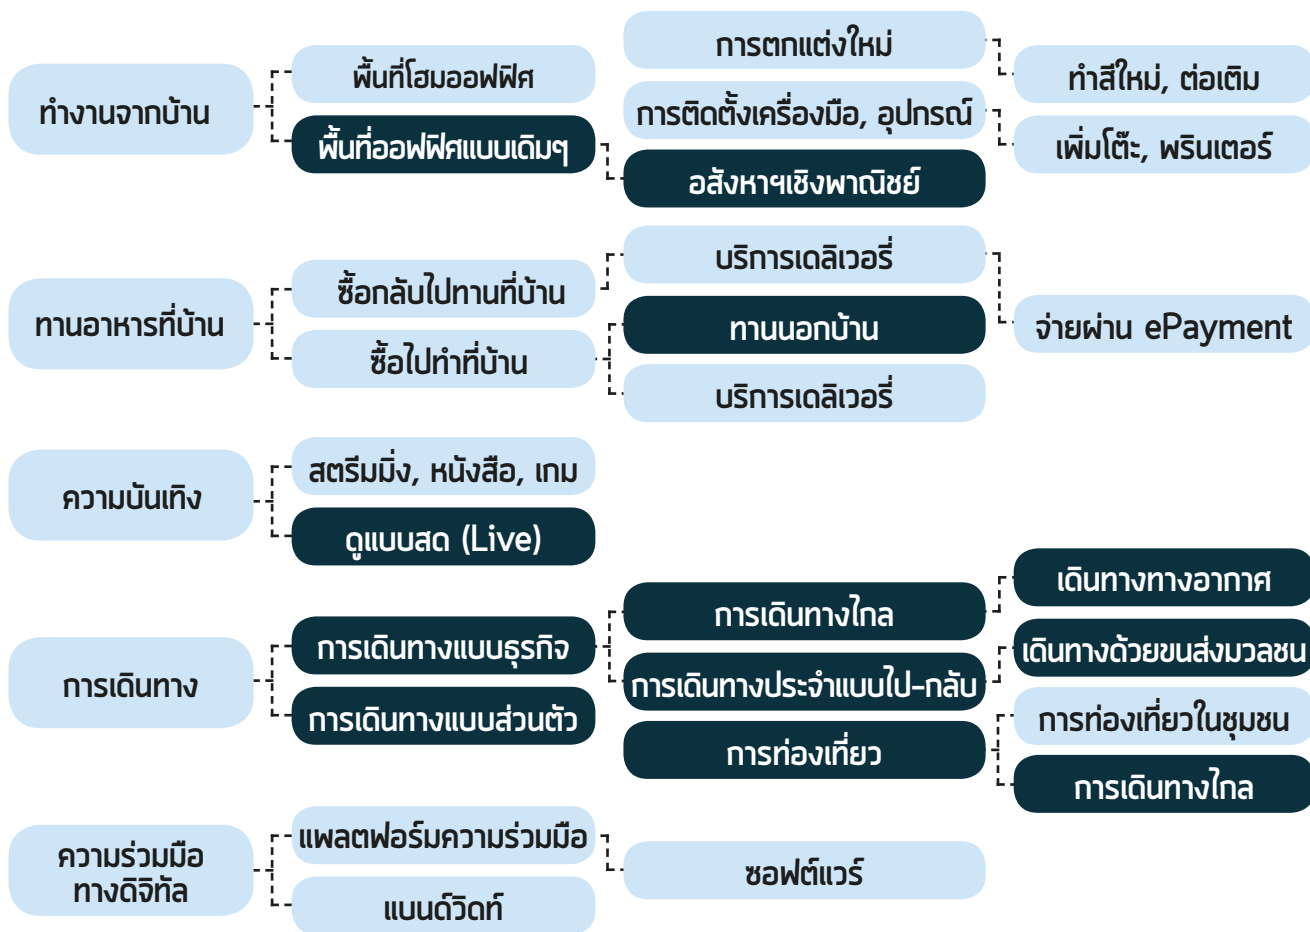 ทำงานจากบ้าน
พื้นที่โฮมออฟฟิศ
พื้นที่ออฟฟิศแบบเดิมๆ
การตกแต่งใหม่
การติดตั้งเครื่องมือ, อุปกรณ์
อสังหาฯเชิงพาณิชย์
ทำสีใหม่, ต่อเติม
เพิ่มโต๊ะ, พรินเตอร์
ทานอาหารที่บ้าน
ซื้อกลับไปทานที่บ้าน
ซื้อไปทำที่บ้าน
บริการเดลิเวอรี่
ทานนอกบ้าน
บริการเดลิเวอรี่
จ่ายผ่าน ePayment
ความบันเทิง
สตรีมมิ่ง, หนังสือ, เกม
ดูแบบสด (Live)
การเดินทาง
การเดินทางแบบธุรกิจ
การเดินทางแบบส่วนตัว
การเดินทางไกล
การเดินทางประจำแบบไป-กลับ
การท่องเที่ยว
เดินทางทางอากาศ
เดินทางด้วยขนส่งมวลชน
การท่องเที่ยวในชุมชน
การเดินทางไกล
ความร่วมมือ
ทางดิจิทัล
แพลตฟอร์มความร่วมมือ
แบนด์วิดท์
ซอฟต์แวร์